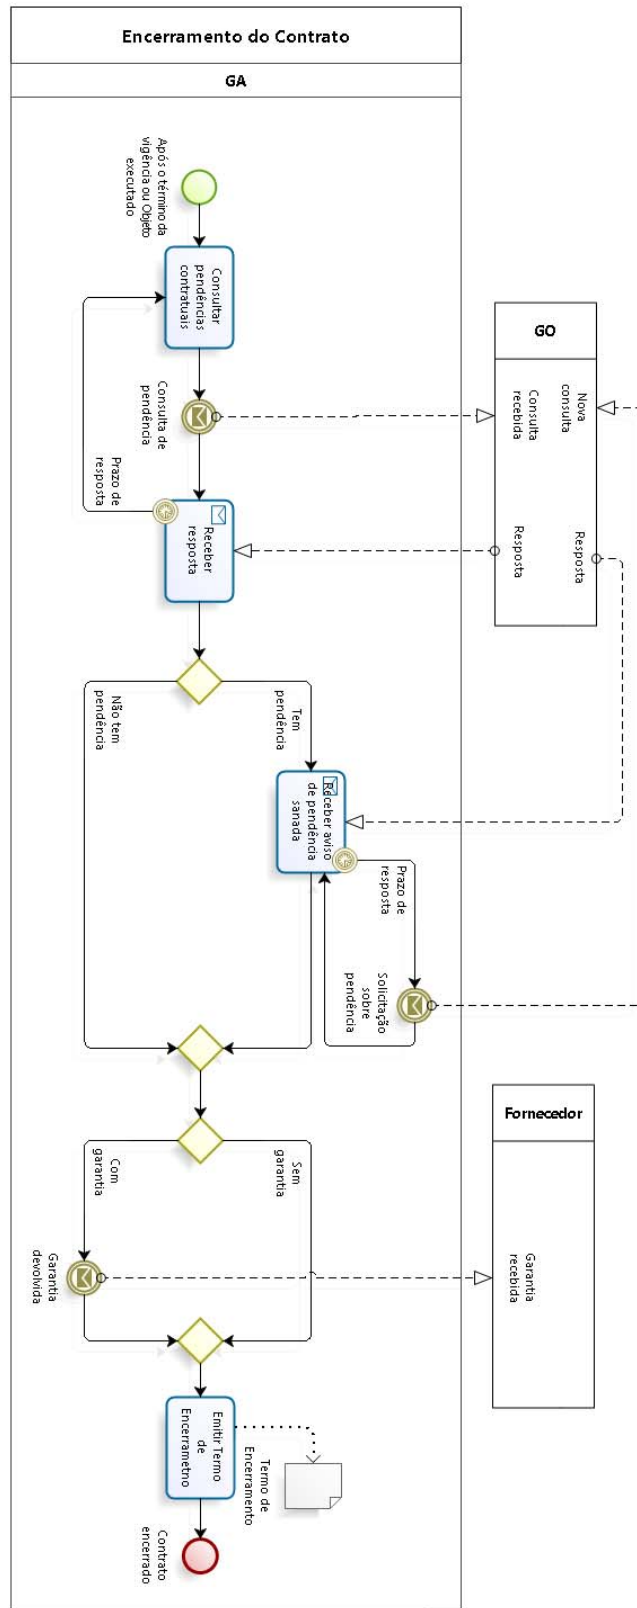 Encerramento do Contrato
GA
Após o término da
vigência ou Objeto
executado
Consultar
pendências
contratuais
GO
Nova
consulta
Consulta
recebida
Consulta de
pendência
Prazo de
resposta
Receber
resposta
Resposta
Resposta
Tem
pendência
Não tem
pendência
Receber aviso
de pendência
sanada
Prazo de
resposta
Solicitação
sobre
pendência
Fornecedor
Sem
garantia
Com
garantia
Garantia
recebida
Garantia
devolvida
Emitir Termo
de
Encerrametno
Termo de
Encerramento
Contrato
encerrado